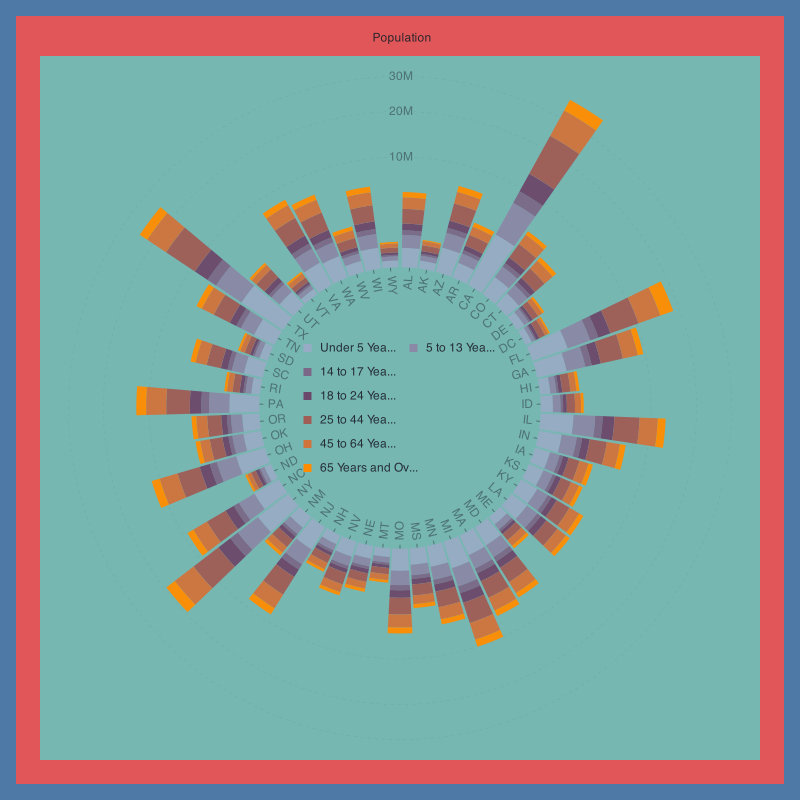 Population
30M
20M
10M
AL
AK
AZ
AR
CA
CO
CT
DE
DC
FL
GA
HI
ID
IL
IN
IA
KS
KY
LA
ME
MD
MA
MI
MN
MS
MO
MT
NE
NV
NH
NJ
NM
NY
NC
ND
OH
OK
OR
PA
RI
SC
SD
TN
TX
UT
VT
VA
WA
WV
WI
WY
Under 5 Yea... 5 to 13 Yea...
14 to 17 Yea...
18 to 24 Yea...
25 to 44 Yea...
45 to 64 Yea...
65 Years and Ov...